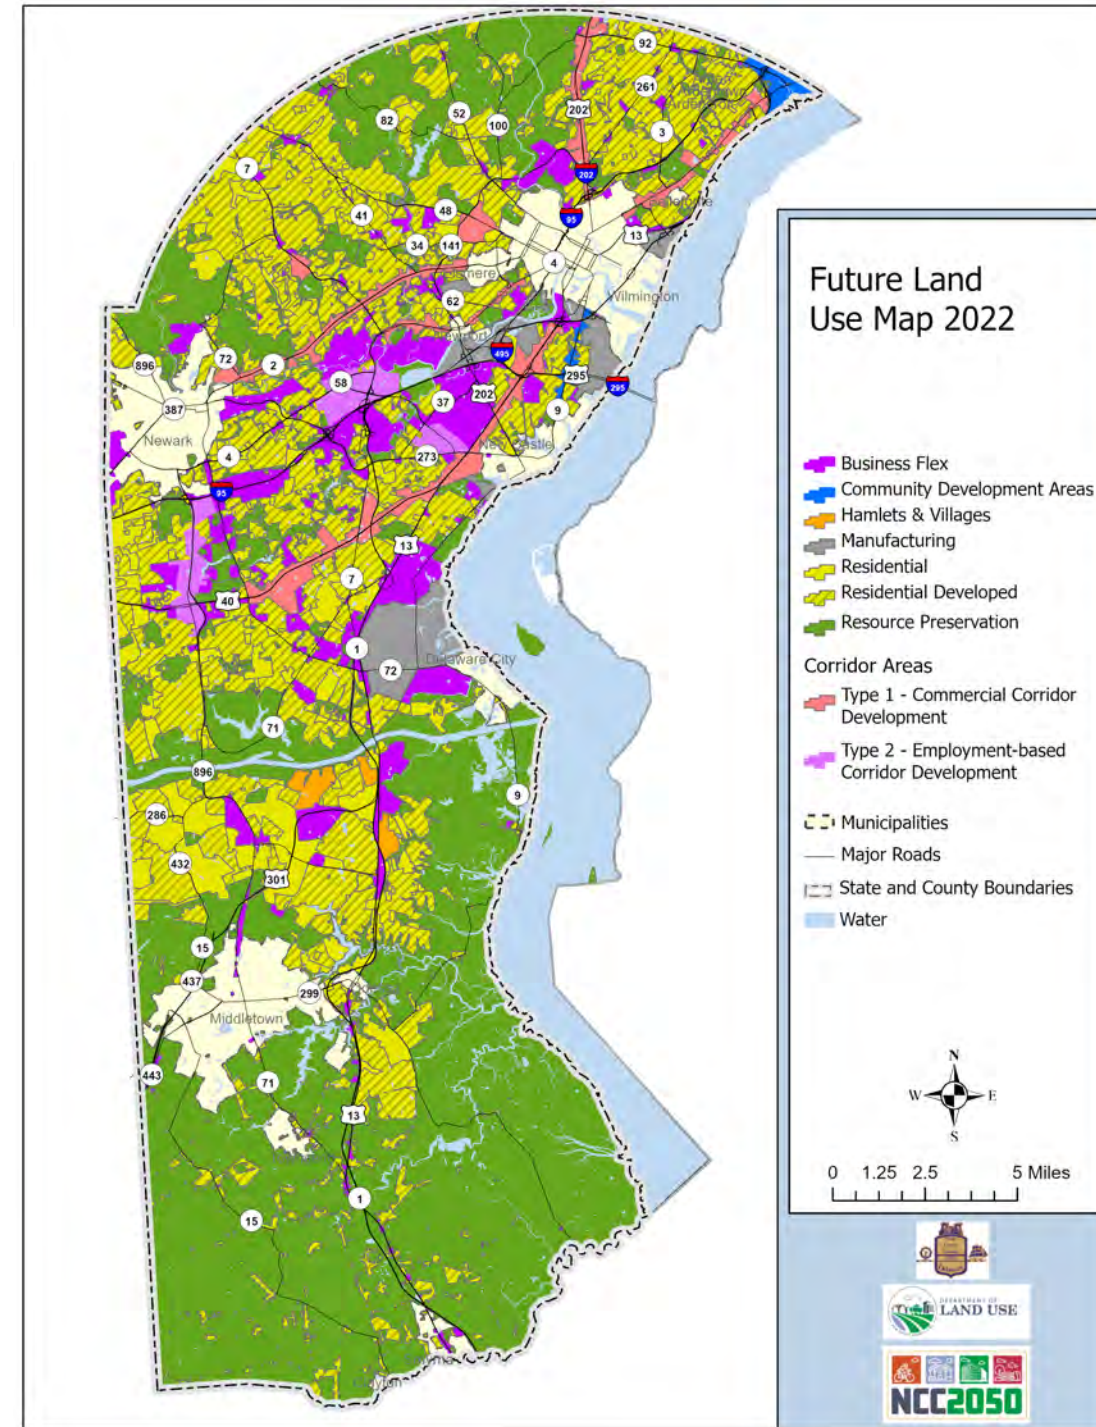 Future Land
Use Map 2022
Business Flex
Community Development Areas
Hamlets & Villages
Manufacturing
Residential
Residential Developed
Resource Preservation
Corridor Areas
Type 1 - Commercial Corridor
Development
Type 2 - Employment-based
Corridor Development
Municipalities
Major Roads
State and County Boundaries
Water
N
W E
S
0 1.25 2.5 5 Miles
DEPARTMENT OF
LAND USE
NCC2050
92
261
202
52
100
82
3
7
202
95
48
41
13
34
141
4
Wilmington
62
495
72
2
896
58
295
295
37
202
387
9
Newark
4
273
95
13
7
40
1
Delaware City
72
71
896
9
286
432
301
15
437
299
Middletown
443
71
13
1
15